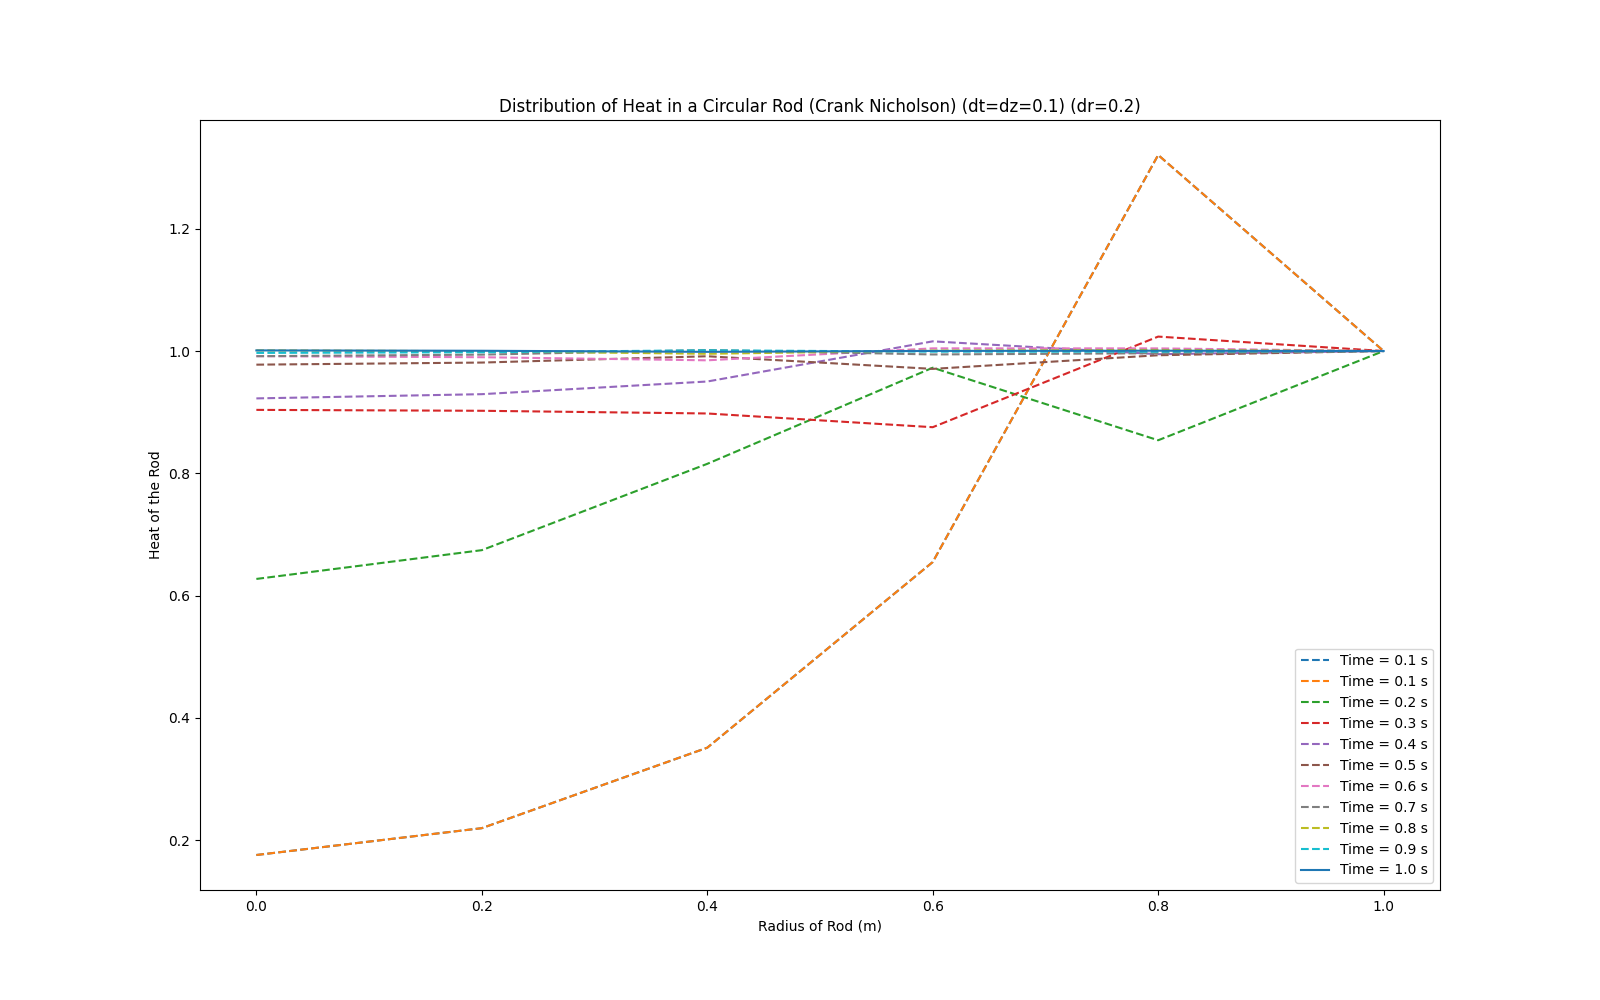 Distribution of Heat in a Circular Rod (Crank Nicholson) (dt=dz=0.1) (dr=0.2)
Heat of the Rod
1.2
1.0
0.8
0.6
0.4
0.2
0.0
0.2
0.4
0.6
0.8
1.0
Radius of Rod (m)
Time = 0.1 s
Time = 0.1 s
Time = 0.2 s
Time = 0.3 s
Time = 0.4 s
Time = 0.5 s
Time = 0.6 s
Time = 0.7 s
Time = 0.8 s
Time = 0.9 s
Time = 1.0 s